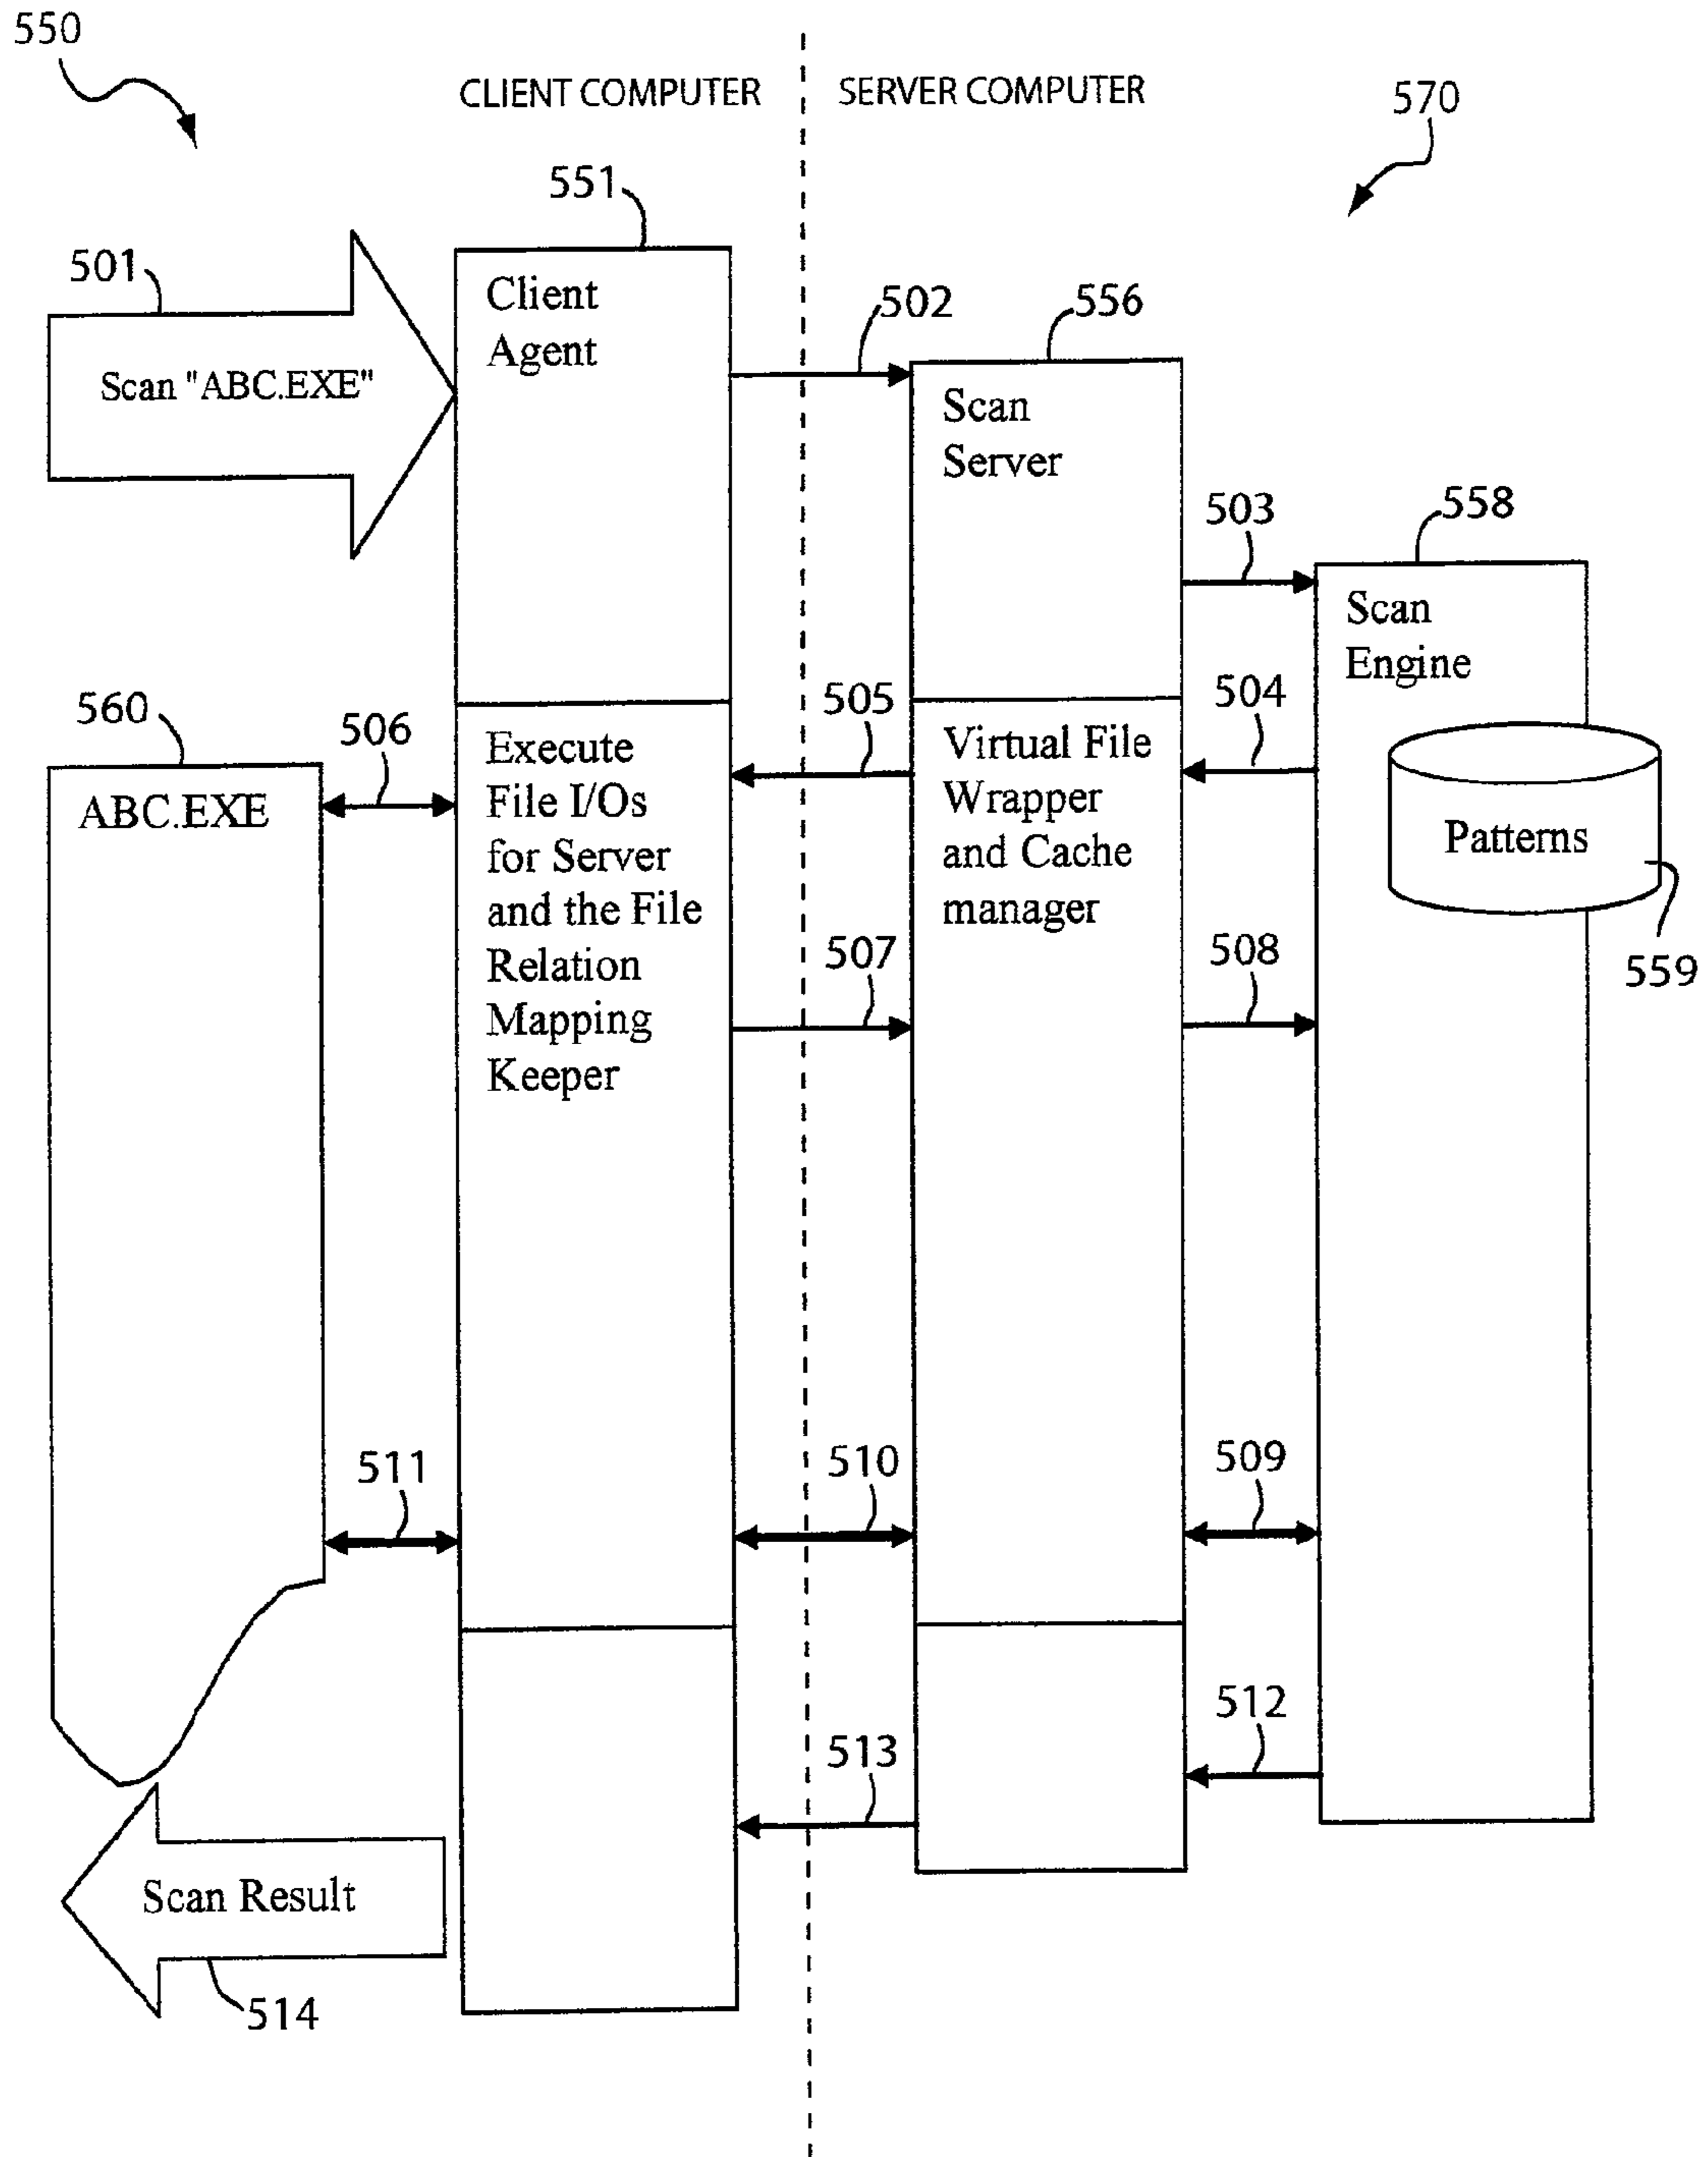 550
CLIENT COMPUTER
SERVER COMPUTER
570
551
501
Client
Agent
502
556
Scan "ABC.EXE"
Scan
Server
503
558
Scan
Engine
560
506
505
504
ABC.EXE
Execute
File I/Os
for Server
and the File
Relation
Mapping
Keeper
Virtual File
Wrapper
and Cache
manager
Patterns
559
507
508
511
510
509
512
513
Scan Result
514